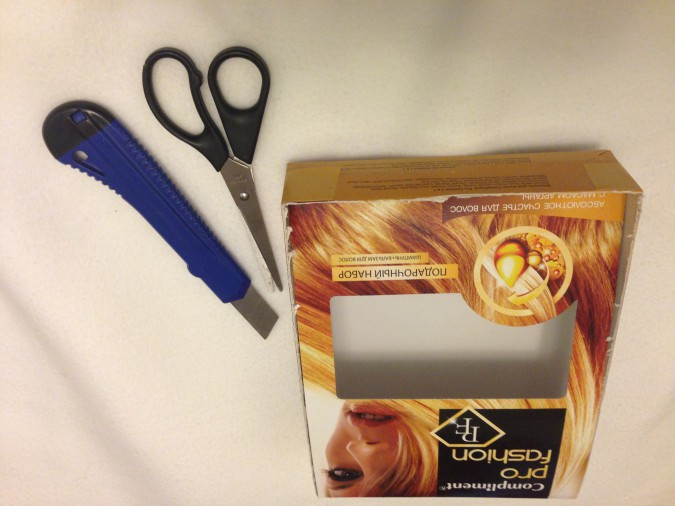 Compliment®
pro
fashion
PF
ПОДАРОЧНЫЙ НАБОР
ШАМПУНЬ+БАЛЬЗАМ ДЛЯ ВОЛОС
АБСОЛЮТНОЕ СЧАСТЬЕ ДЛЯ ВОЛОС
С МАСЛОМ АРГАНЫ